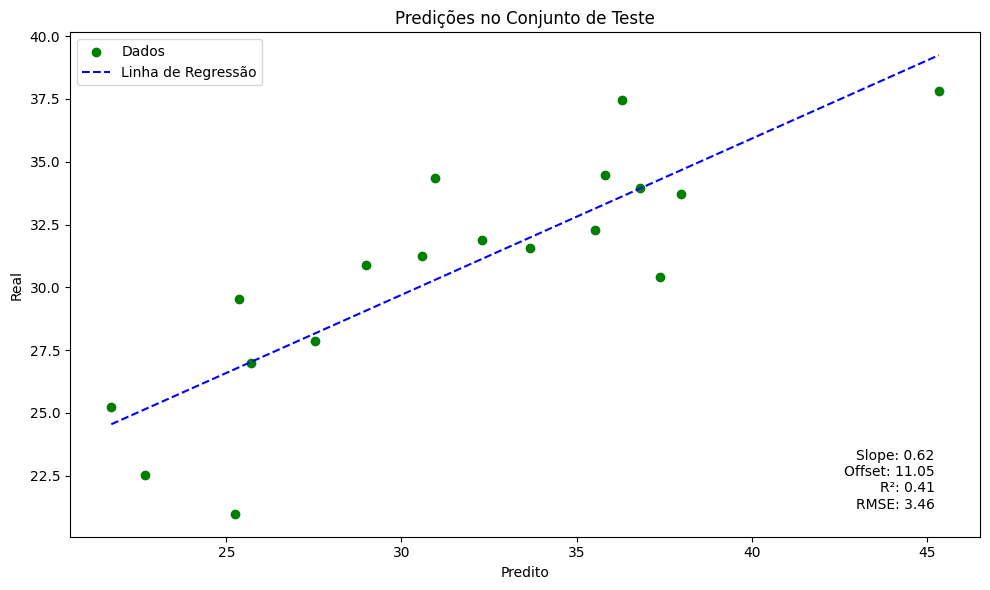 Predições no Conjunto de Teste
Dados
Linha de Regressão
40.0
37.5
35.0
32.5
30.0
27.5
25.0
22.5
Real
Slope: 0.62
Offset: 11.05
R²: 0.41
RMSE: 3.46
25 30 35 40 45
Predito